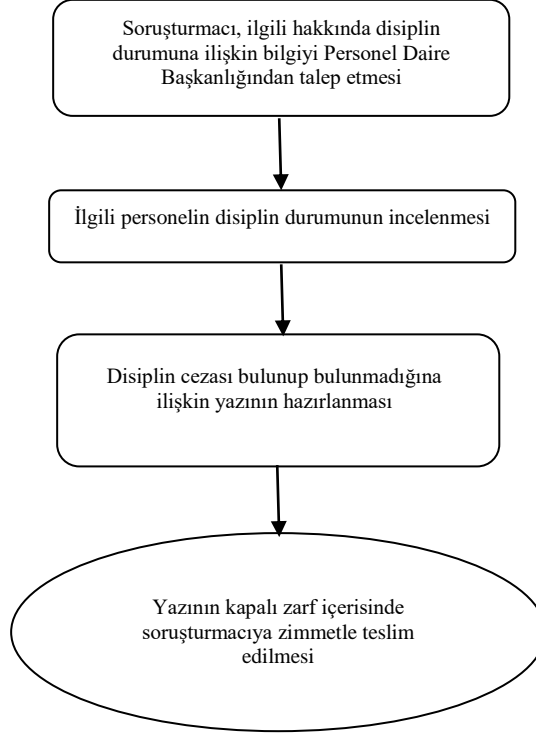 Soruşturmacı, ilgili hakkında disiplin
durumuna ilişkin bilgiyi Personel Daire
Başkanlığından talep etmesi
İlgili personelin disiplin durumunun incelenmesi
Disiplin cezası bulunup bulunmadığına
ilişkin yazının hazırlanması
Yazının kapalı zarf içerisinde
soruşturmacıya zimmetle teslim
edilmesi